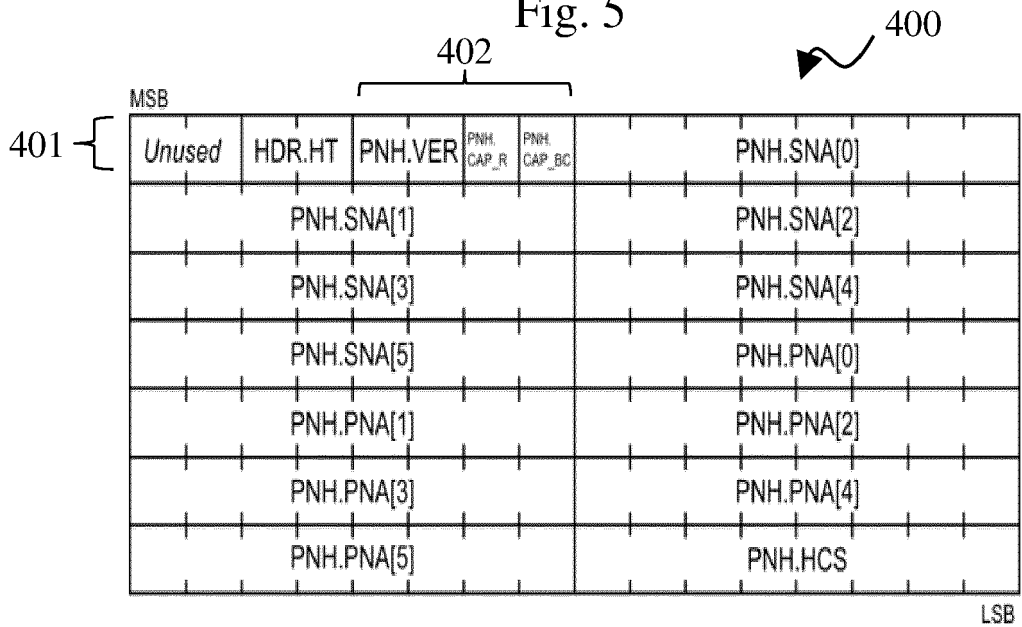 Fig. 5
400
402
MSB
401
Unused HDR.HT PNH.VER PNH. CAP_R PNH. CAP_BC PNH.SNA[0]
PNH.SNA[1] PNH.SNA[2]
PNH.SNA[3] PNH.SNA[4]
PNH.SNA[5] PNH.PNA[0]
PNH.PNA[1] PNH.PNA[2]
PNH.PNA[3] PNH.PNA[4]
PNH.PNA[5] PNH.HCS
LSB